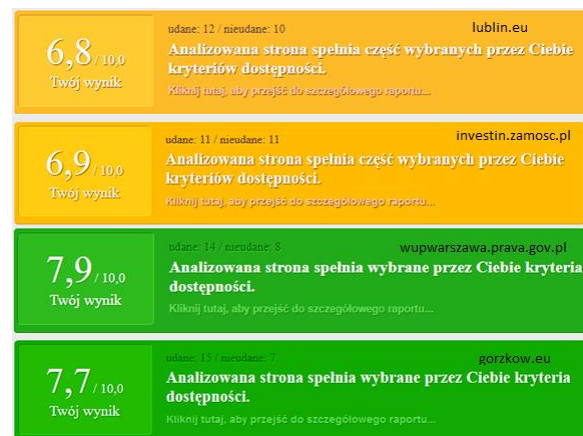 6,8 / 10,0
Twój wynik
udane: 12 / nieudane: 10
lublin.eu
Analizowana strona spełnia część wybranych przez Ciebie
kryteriów dostępności.
Kliknij tutaj, aby przejść do szczegółowego raportu...
6,9 / 10,0
Twój wynik
udane: 11 / nieudane: 11
investin.zamosc.pl
Analizowana strona spełnia część wybranych przez Ciebie
kryteriów dostępności.
Kliknij tutaj, aby przejść do szczegółowego raportu...
7,9 / 10,0
Twój wynik
udane: 14 / nieudane: 8
wupwarszawa.prava.gov.pl
Analizowana strona spełnia wybrane przez Ciebie kryteria
dostępności.
Kliknij tutaj, aby przejść do szczegółowego raportu...
7,7 / 10,0
Twój wynik
udane: 15 / nieudane: 7
gorzkow.eu
Analizowana strona spełnia wybrane przez Ciebie kryteria
dostępności.
Kliknij tutaj, aby przejść do szczegółowego raportu...